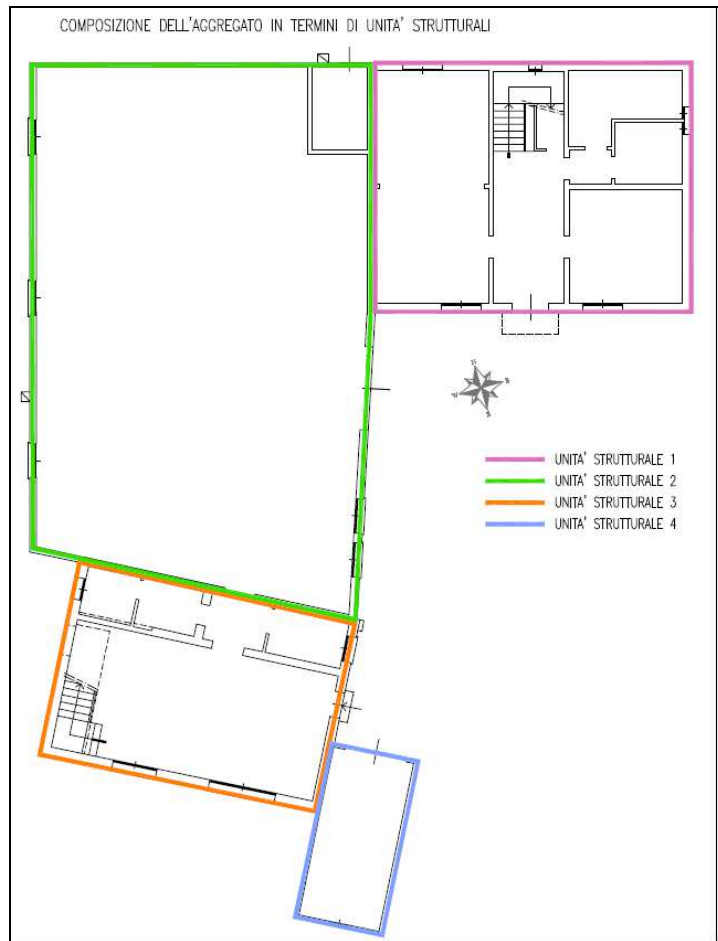 COMPOSIZIONE DELL'AGGREGATO IN TERMINI DI UNITA' STRUTTURALI
UNITA' STRUTTURALE 1
UNITA' STRUTTURALE 2
UNITA' STRUTTURALE 3
UNITA' STRUTTURALE 4